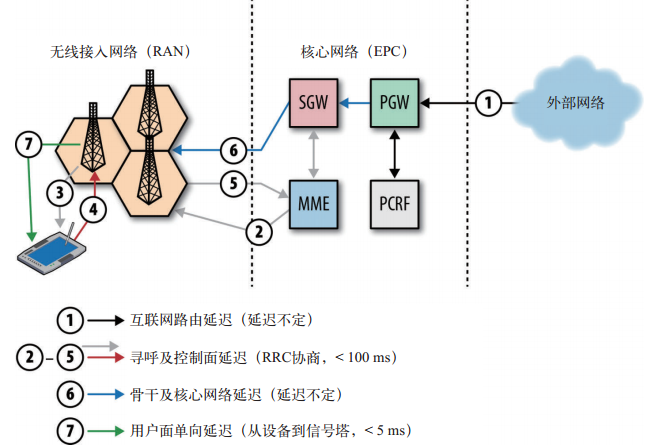 无线接入网络（RAN）
核心网络（EPC）
SGW
PGW
1
外部网络
7
6
3
5
4
MME
PCRF
2
1 互联网路由延迟（延迟不定）
2-5 寻呼及控制面延迟（RRC协商，< 100 ms）
6 骨干及核心网络延迟（延迟不定）
7 用户面单向延迟（从设备到信号塔，< 5 ms）